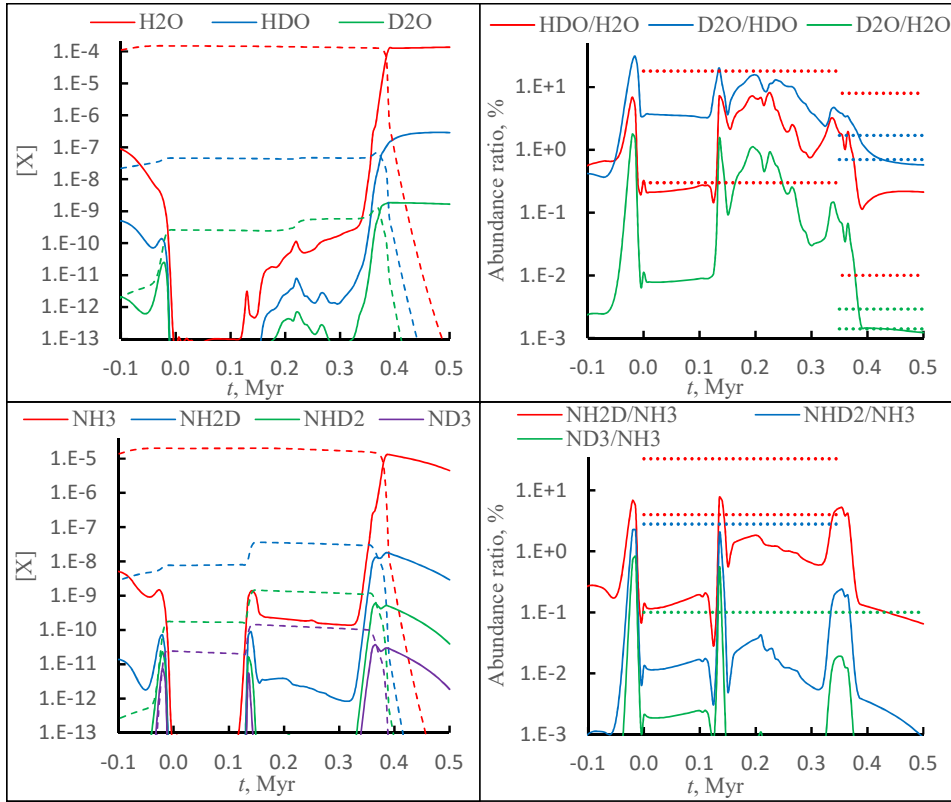 H2O HDO D2O
1.E-4
1.E-5
1.E-6
1.E-7
1.E-8
1.E-9
1.E-10
1.E-11
1.E-12
1.E-13
[X]
-0.1 0.0 0.1 0.2 0.3 0.4 0.5
t, Myr
HDO/H2O D2O/HDO D2O/H2O
1.E+1
1.E+0
1.E-1
1.E-2
1.E-3
Abundance ratio, %
-0.1 0.0 0.1 0.2 0.3 0.4 0.5
t, Myr
NH3 NH2D NHD2 ND3
1.E-5
1.E-6
1.E-7
1.E-8
1.E-9
1.E-10
1.E-11
1.E-12
1.E-13
[X]
-0.1 0.0 0.1 0.2 0.3 0.4 0.5
t, Myr
NH2D/NH3 NHD2/NH3
ND3/NH3
1.E+1
1.E+0
1.E-1
1.E-2
1.E-3
Abundance ratio, %
-0.1 0.0 0.1 0.2 0.3 0.4 0.5
t, Myr